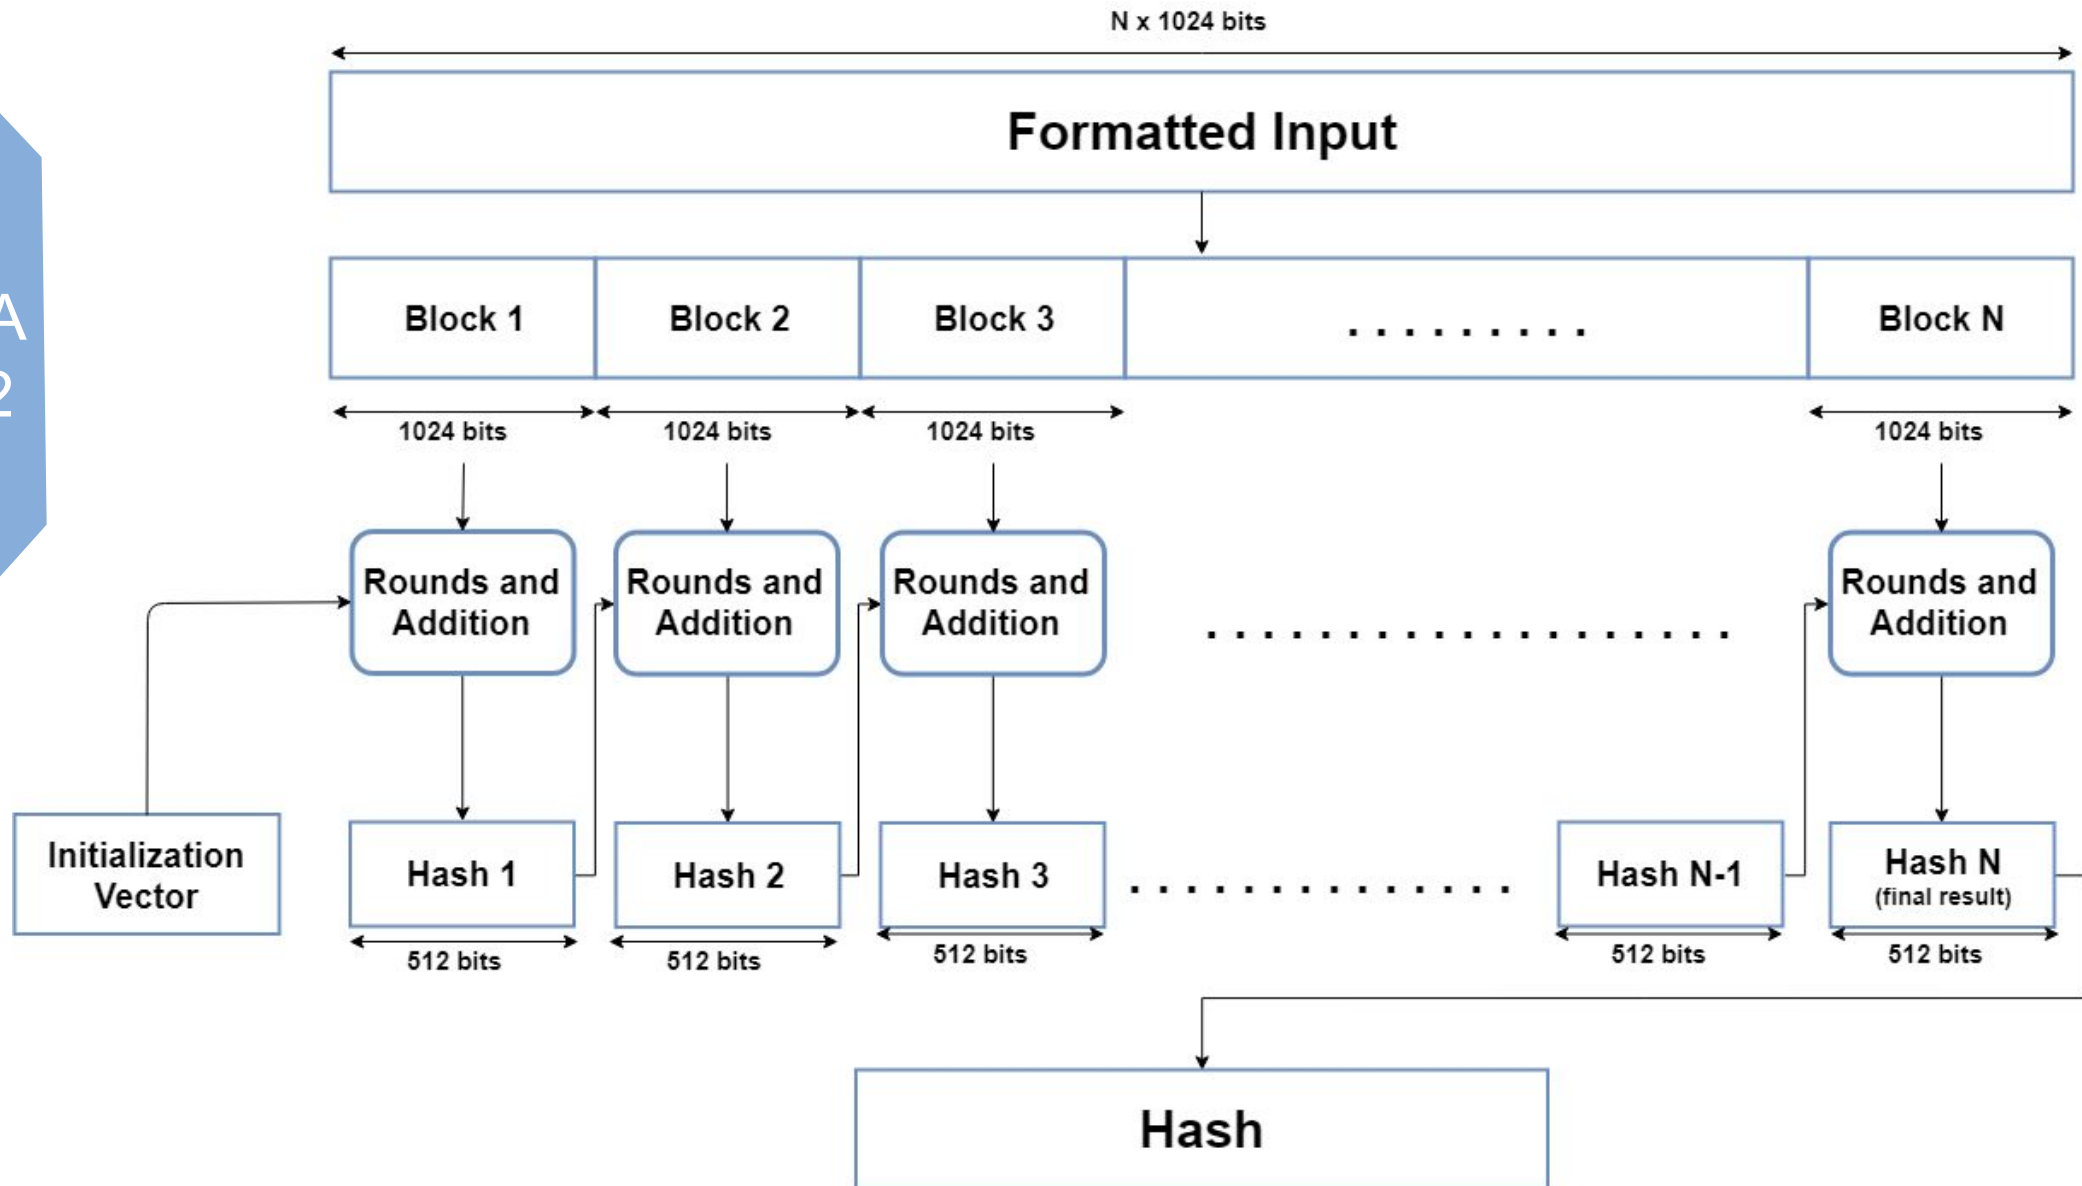 N x 1024 bits
Formatted Input
A
2
Block 1 Block 2 Block 3 ......... Block N
1024 bits 1024 bits 1024 bits 1024 bits
Rounds and Rounds and Rounds and Rounds and
Addition Addition Addition ................... Addition
Initialization
Vector
Hash 1 Hash 2 Hash 3 .............. Hash N-1 Hash N
(final result)
512 bits 512 bits 512 bits 512 bits 512 bits
Hash